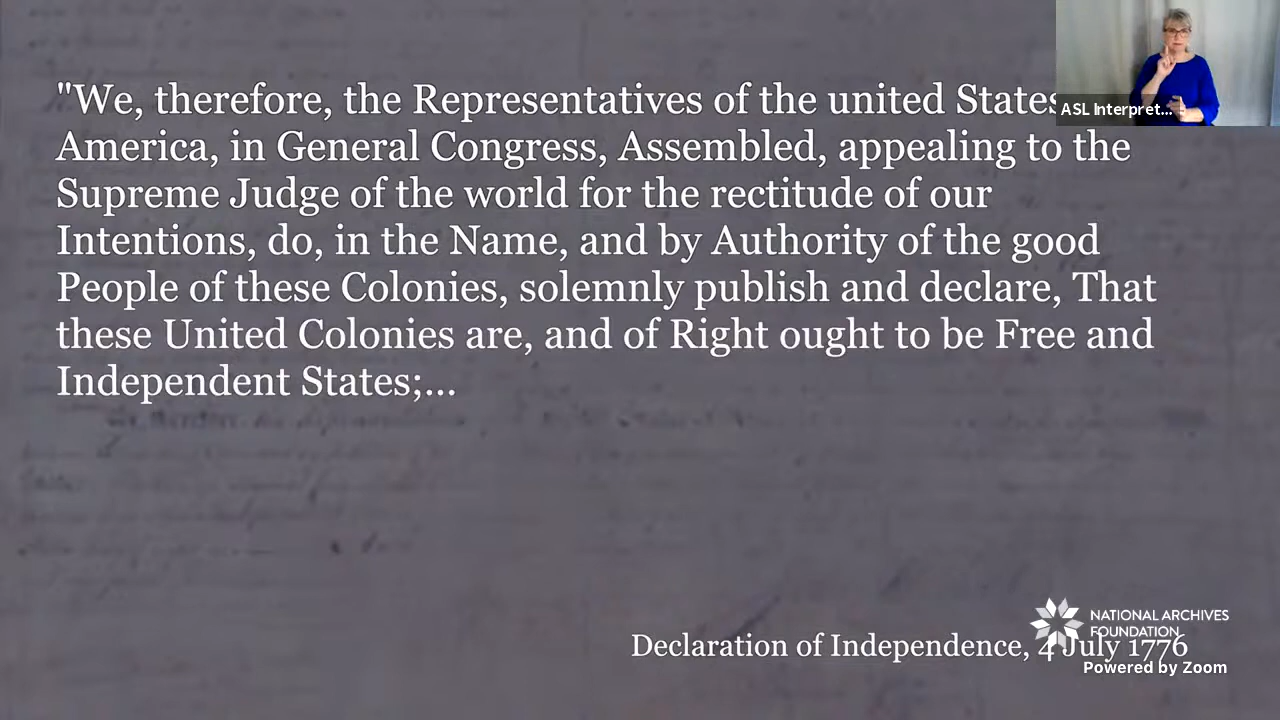 "We, therefore, the Representatives of the united States
America, in General Congress, Assembled, appealing to the
Supreme Judge of the world for the rectitude of our
Intentions, do, in the Name, and by Authority of the good
People of these Colonies, solemnly publish and declare, That
these United Colonies are, and of Right ought to be Free and
Independent States;...
ASL Interpret...
NATIONAL ARCHIVES
FOUNDATION
Declaration of Independence, 4 July 1776
Powered by Zoom